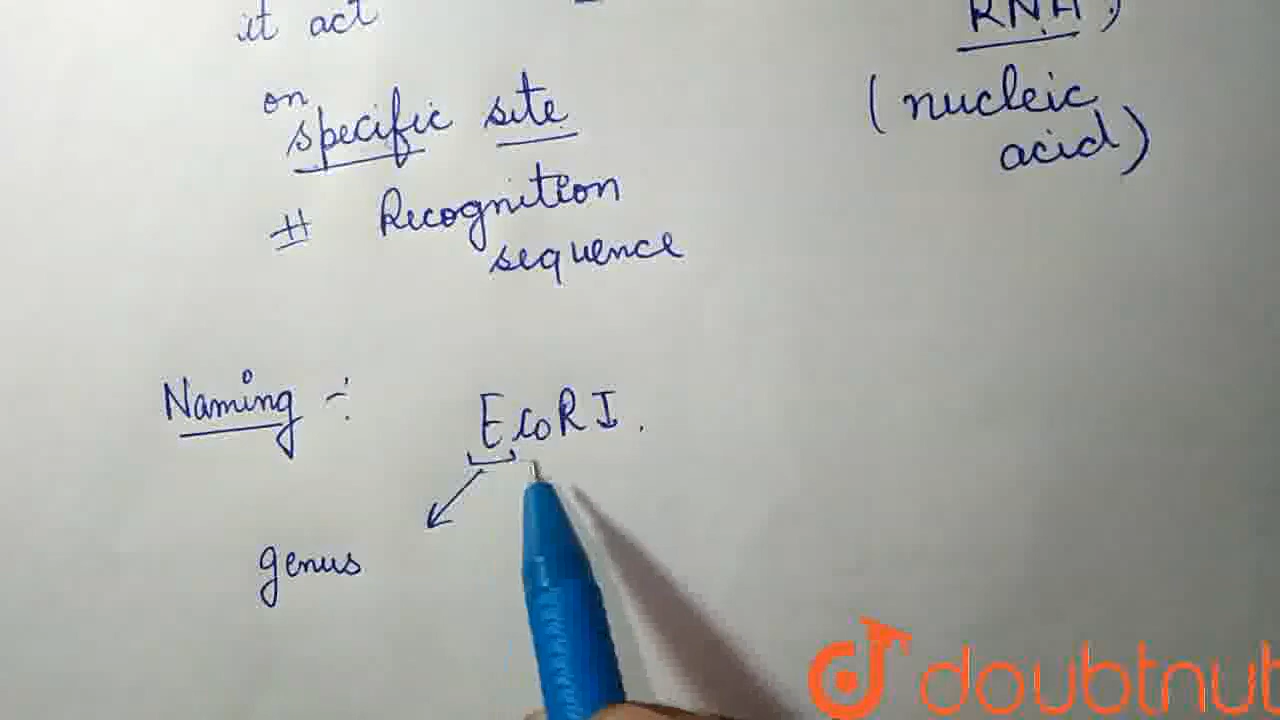 it act
on
specific site
# Recognition
sequence
RNA)
(nucleic
acid)
Naming :-
EcoRI.
genus
doubtnut